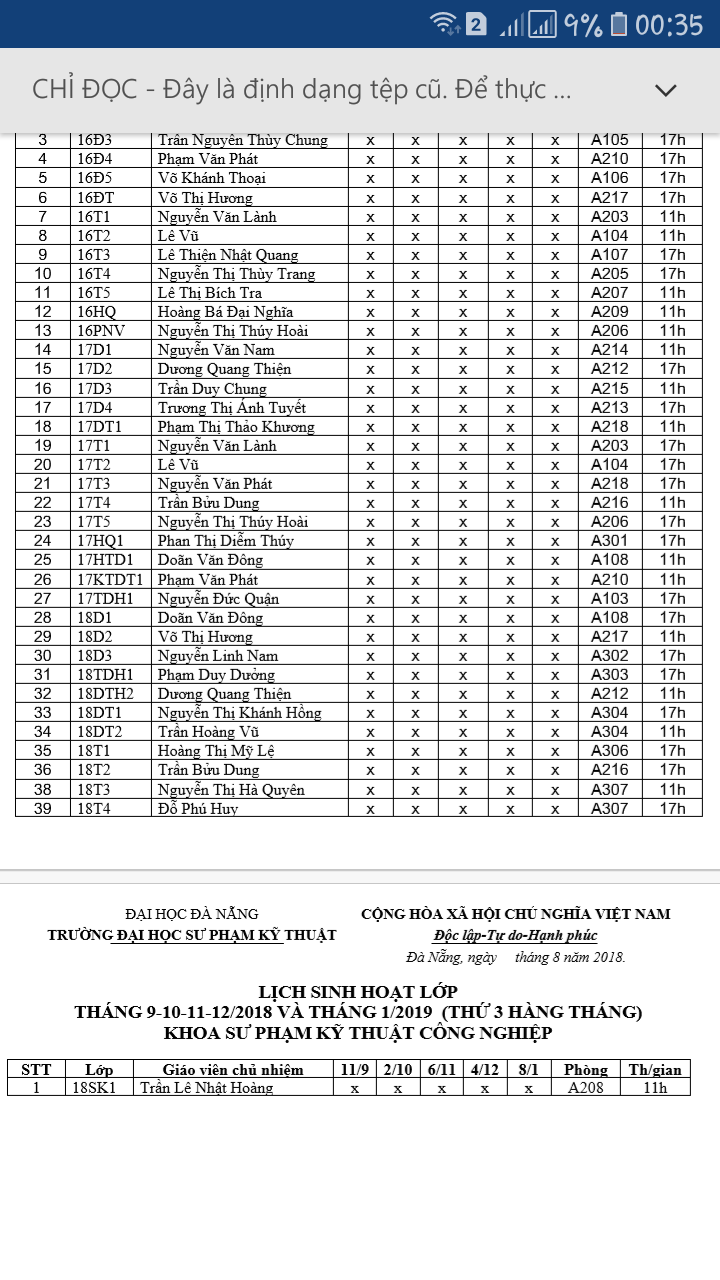 2 9% 00:35
CHỈ ĐỌC - Đây là định dạng tệp cũ. Để thực ...
3 16Đ3 Trần Nguyên Thùy Chung x x x x x A105 17h
4 16Đ4 Phạm Văn Phát x x x x x A210 17h
5 16Đ5 Võ Khánh Thoại x x x x x A106 17h
6 16ĐT Võ Thị Hương x x x x x A217 17h
7 16T1 Nguyễn Văn Lành x x x x x A203 11h
8 16T2 Lê Vũ x x x x x A104 11h
9 16T3 Lê Thiện Nhật Quang x x x x x A107 17h
10 16T4 Nguyễn Thị Thùy Trang x x x x x A205 17h
11 16T5 Lê Thị Bích Tra x x x x x A207 11h
12 16HQ Hoàng Bá Đại Nghĩa x x x x x A209 11h
13 16PNV Nguyễn Thị Thúy Hoài x x x x x A206 11h
14 17D1 Nguyễn Văn Nam x x x x x A214 11h
15 17D2 Dương Quang Thiện x x x x x A212 17h
16 17D3 Trần Duy Chung x x x x x A215 11h
17 17D4 Trương Thị Ánh Tuyết x x x x x A213 17h
18 17DT1 Phạm Thị Thảo Khương x x x x x A218 11h
19 17T1 Nguyễn Văn Lành x x x x x A203 17h
20 17T2 Lê Vũ x x x x x A104 17h
21 17T3 Nguyễn Văn Phát x x x x x A218 17h
22 17T4 Trần Bửu Dung x x x x x A216 11h
23 17T5 Nguyễn Thị Thúy Hoài x x x x x A206 17h
24 17HQ1 Phan Thị Diễm Thúy x x x x x A301 17h
25 17HTD1 Doãn Văn Đông x x x x x A108 11h
26 17KTDT1 Phạm Văn Phát x x x x x A210 11h
27 17TDH1 Nguyễn Đức Quận x x x x x A103 17h
28 18D1 Doãn Văn Đông x x x x x A108 17h
29 18D2 Võ Thị Hương x x x x x A217 11h
30 18D3 Nguyễn Linh Nam x x x x x A302 17h
31 18TDH1 Phạm Duy Dưởng x x x x x A303 17h
32 18DTH2 Dương Quang Thiện x x x x x A212 11h
33 18DT1 Nguyễn Thị Khánh Hồng x x x x x A304 17h
34 18DT2 Trần Hoàng Vũ x x x x x A304 11h
35 18T1 Hoàng Thị Mỹ Lệ x x x x x A306 17h
36 18T2 Trần Bửu Dung x x x x x A216 17h
38 18T3 Nguyễn Thị Hà Quyên x x x x x A307 11h
39 18T4 Đỗ Phú Huy x x x x x A307 17h
ĐẠI HỌC ĐÀ NẴNG CỘNG HÒA XÃ HỘI CHỦ NGHĨA VIỆT NAM
TRƯỜNG ĐẠI HỌC SƯ PHẠM KỸ THUẬT Độc lập-Tự do-Hạnh phúc
Đà Nẵng, ngày tháng 8 năm 2018.
LỊCH SINH HOẠT LỚP
THÁNG 9-10-11-12/2018 VÀ THÁNG 1/2019 (THỨ 3 HÀNG THÁNG)
KHOA SƯ PHẠM KỸ THUẬT CÔNG NGHIỆP
STT Lớp Giáo viên chủ nhiệm 11/9 2/10 6/11 4/12 8/1 Phòng Th/gian
1 18SK1 Trần Lê Nhật Hoàng x x x x x A208 11h